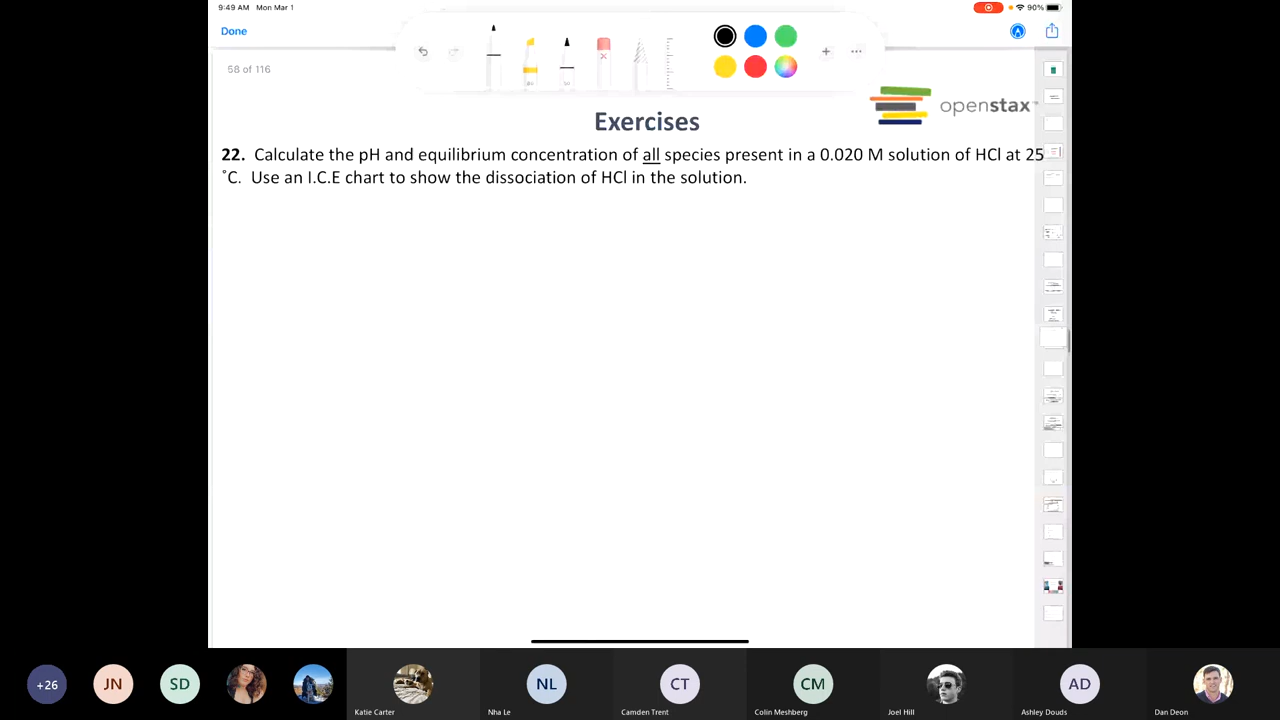 9:49 AM Mon Mar 1
90%
Done
58 of 116
openstax™
Exercises
22. Calculate the pH and equilibrium concentration of all species present in a 0.020 M solution of HCl at 25
˚C. Use an I.C.E chart to show the dissociation of HCl in the solution.
+26
JN
SD
NL
CT
CM
AD
Katie Carter
Nha Le
Camden Trent
Colin Meshberg
Joel Hill
Ashley Douds
Dan Deon